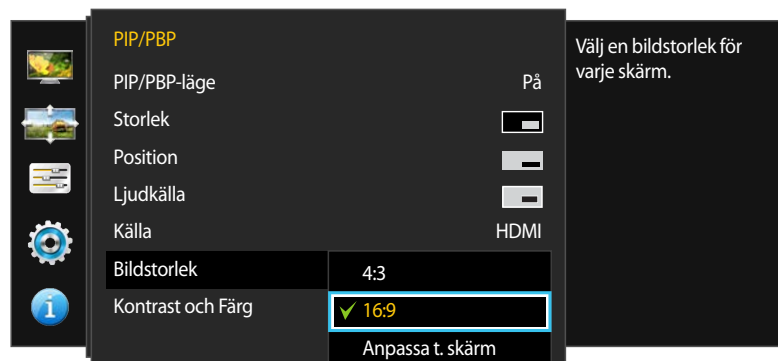 PIP/PBP
PIP/PBP-läge På
Storlek
Position
Ljudkälla
Källa HDMI
Bildstorlek
4:3
Kontrast och Färg
16:9
Anpassa t. skärm
Välj en bildstorlek för
varje skärm.